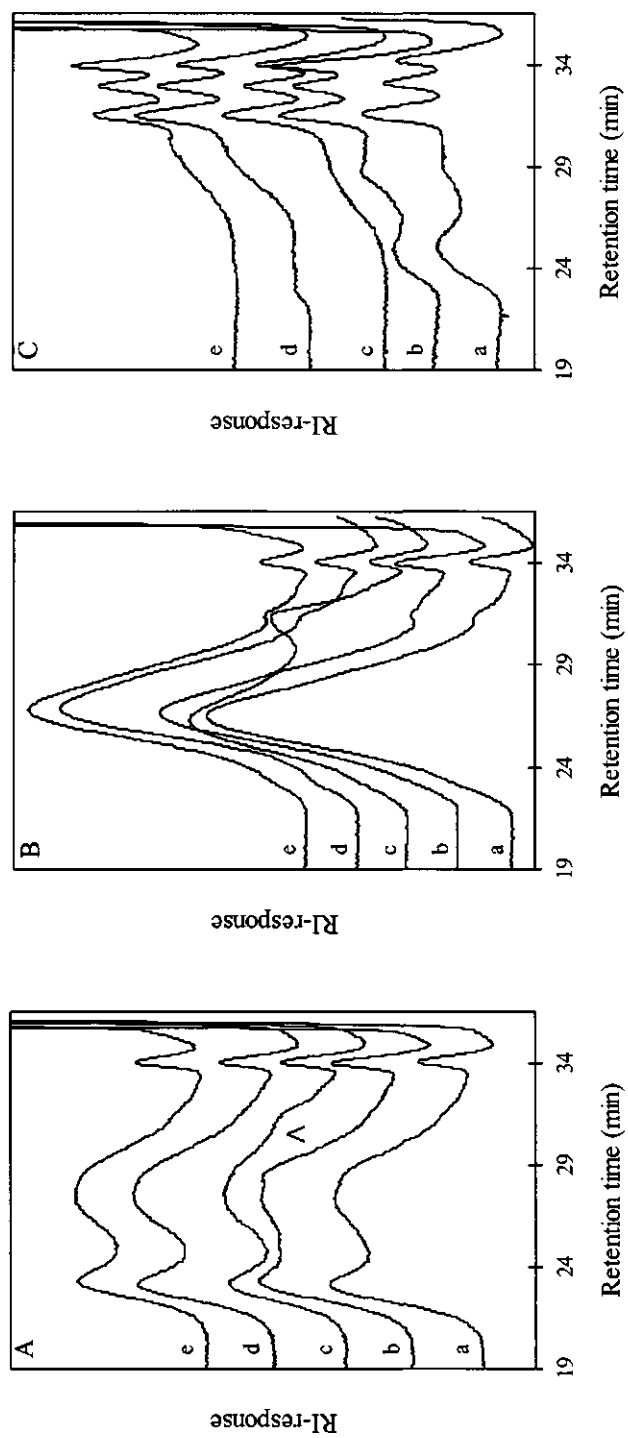 A
RI-response
e
d
c
b
a
19 24 29 34
Retention time (min)
B
RI-response
e
d
c
b
a
19 24 29 34
Retention time (min)
C
RI-response
e
d
c
b
a
19 24 29 34
Retention time (min)